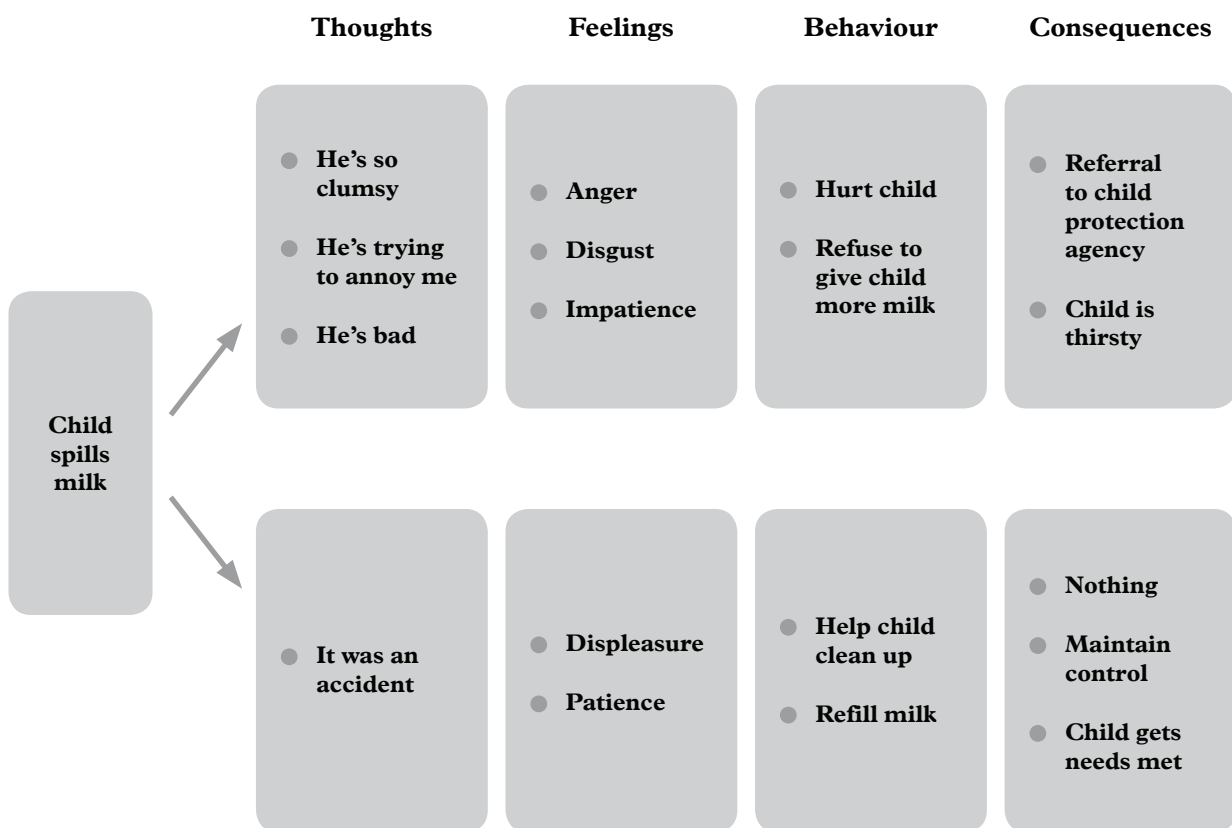 Thoughts Feelings Behaviour Consequences
He’s so
clumsy
He’s trying
to annoy me
He’s bad
Anger
Disgust
Impatience
Hurt child
Refuse to
give child
more milk
Referral
to child
protection
agency
Child is
thirsty
Child
spills
milk
It was an
accident
Displeasure
Patience
Help child
clean up
Refill milk
Nothing
Maintain
control
Child gets
needs met